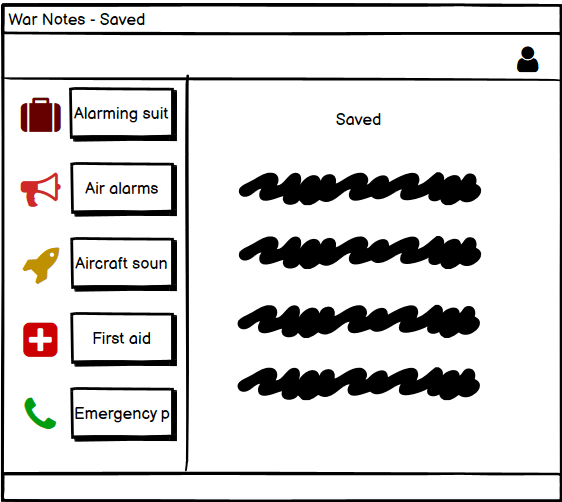 War Notes - Saved
Saved
Alarming suit
Air alarms
Aircraft soun
First aid
Emergency p